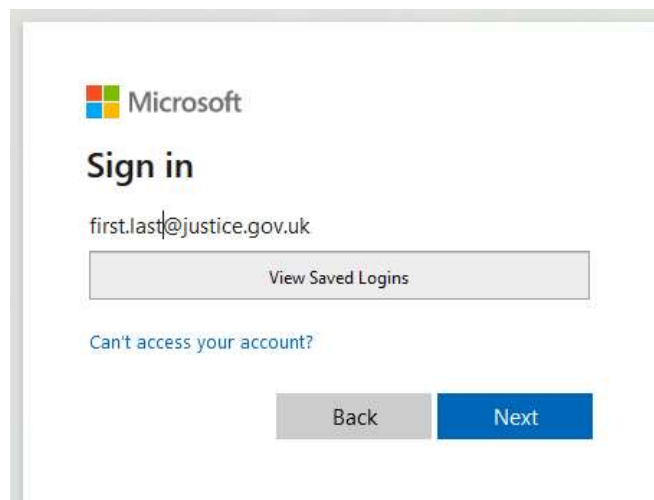 Microsoft
Sign in
first.last@justice.gov.uk
View Saved Logins
Can't access your account?
Back
Next